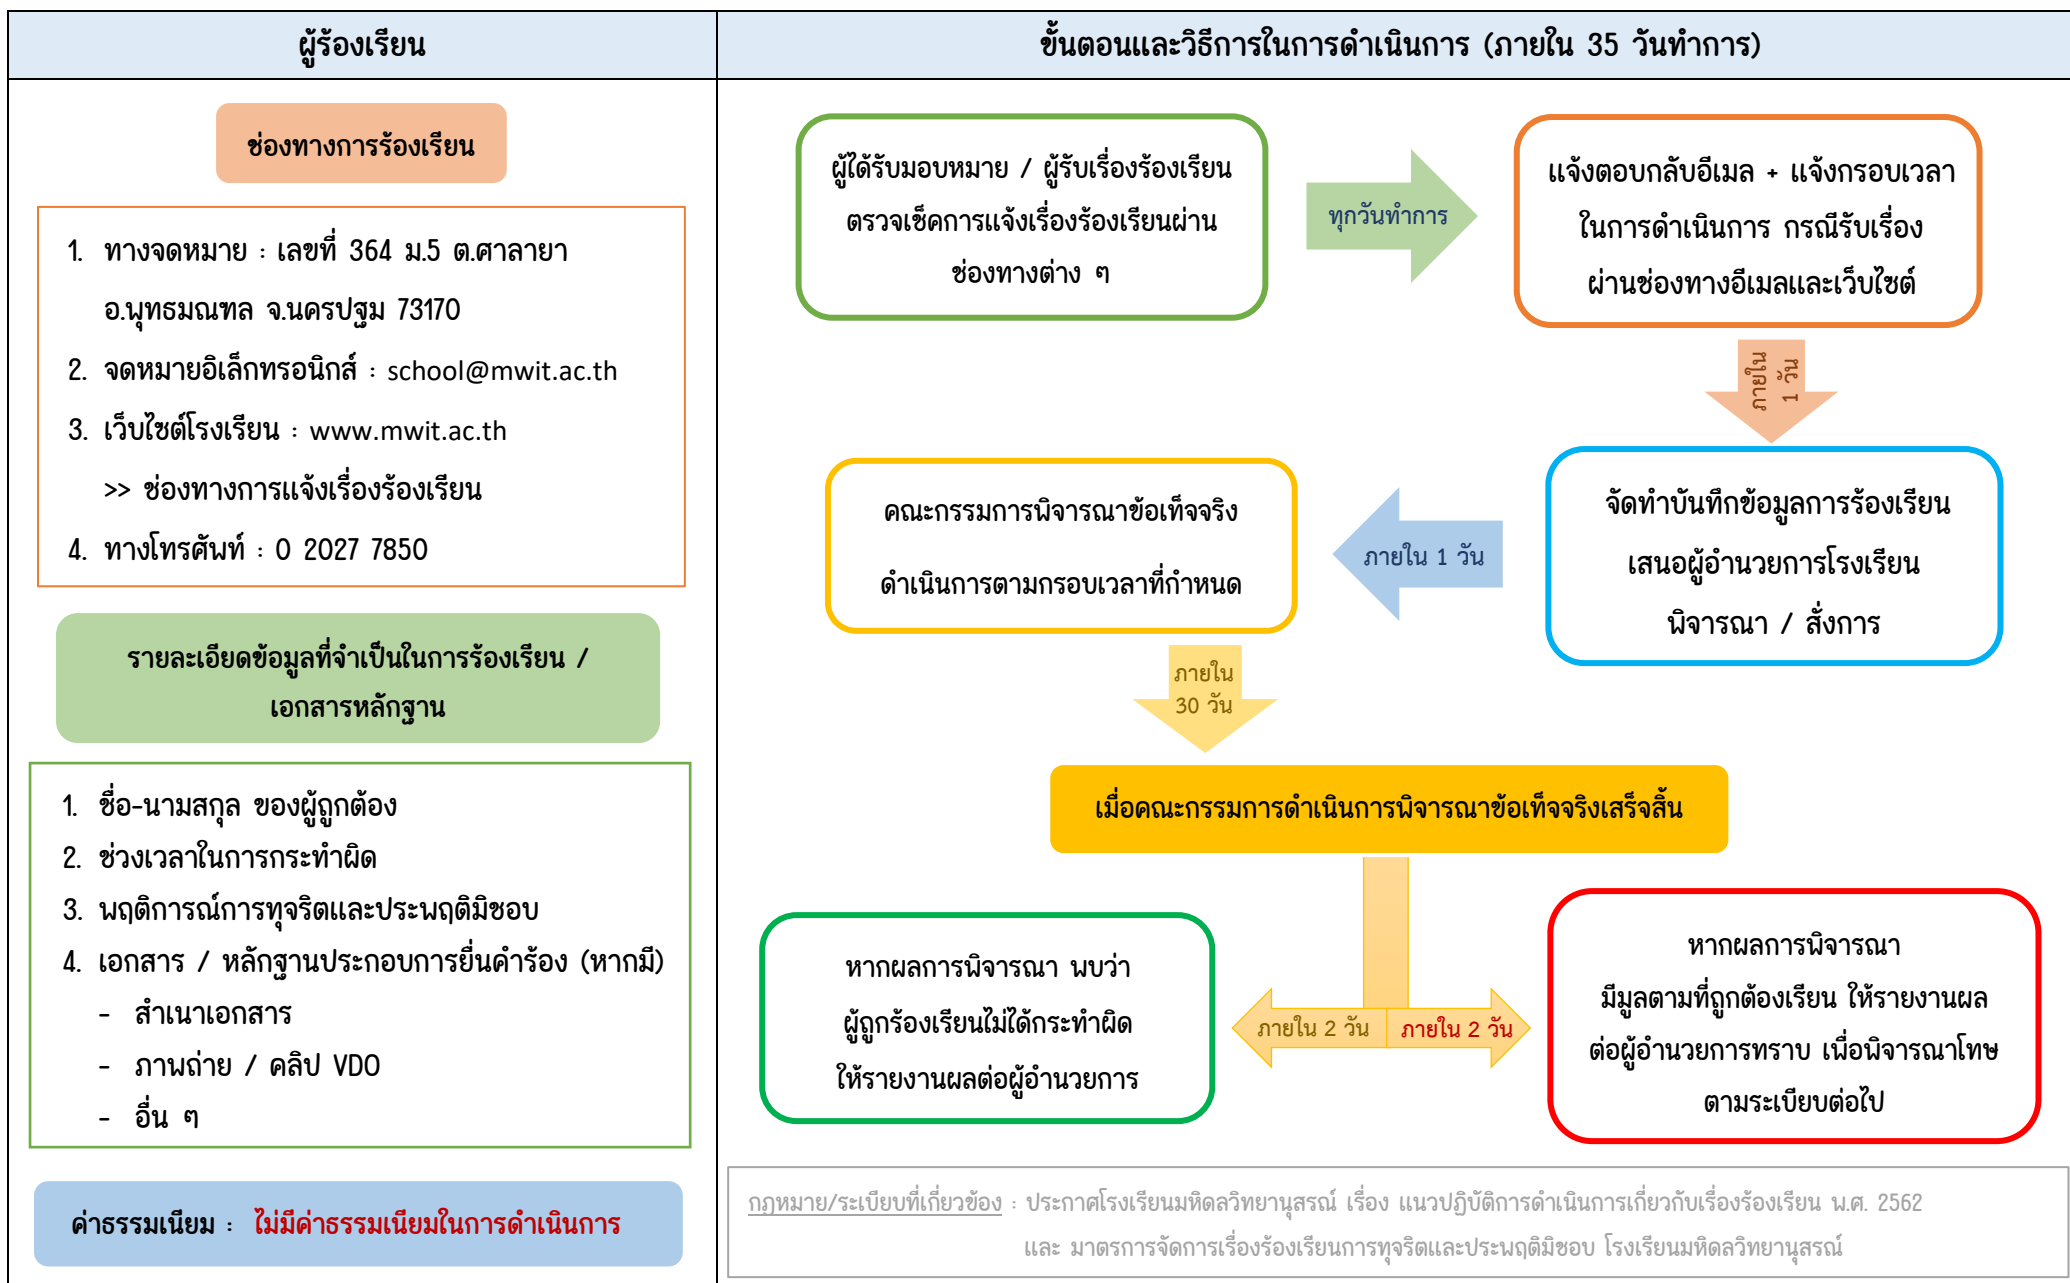 ผู้ร้องเรียน
ช่องทางการร้องเรียน
1. ทางจดหมาย : เลขที่ 364 ม.5 ต.ศาลายา
อ.พุทธมณฑล จ.นครปฐม 73170
2. จดหมายอิเล็กทรอนิกส์ : school@mwit.ac.th
3. เว็บไซต์โรงเรียน : www.mwit.ac.th
>> ช่องทางการแจ้งเรื่องร้องเรียน
4. ทางโทรศัพท์ : 0 2027 7850
รายละเอียดข้อมูลที่จำเป็นในการร้องเรียน /
เอกสารหลักฐาน
1. ชื่อ-นามสกุล ของผู้ถูกต้อง
2. ช่วงเวลาในการกระทำผิด
3. พฤติการณ์การทุจริตและประพฤติมิชอบ
4. เอกสาร / หลักฐานประกอบการยื่นคำร้อง (หากมี)
- สำเนาเอกสาร
- ภาพถ่าย / คลิป VDO
- อื่น ๆ
ค่าธรรมเนียม : ไม่มีค่าธรรมเนียมในการดำเนินการ
ขั้นตอนและวิธีการในการดำเนินการ (ภายใน 35 วันทำการ)
ผู้ได้รับมอบหมาย / ผู้รับเรื่องร้องเรียน
ตรวจเช็คการแจ้งเรื่องร้องเรียนผ่าน
ช่องทางต่าง ๆ
ทุกวันทำการ
แจ้งตอบกลับอีเมล + แจ้งกรอบเวลา
ในการดำเนินการ กรณีรับเรื่อง
ผ่านช่องทางอีเมลและเว็บไซต์
ภายใน
1 วัน
จัดทำบันทึกข้อมูลการร้องเรียน
เสนอผู้อำนวยการโรงเรียน
พิจารณา / สั่งการ
ภายใน 1 วัน
คณะกรรมการพิจารณาข้อเท็จจริง
ดำเนินการตามกรอบเวลาที่กำหนด
ภายใน
30 วัน
เมื่อคณะกรรมการดำเนินการพิจารณาข้อเท็จจริงเสร็จสิ้น
หากผลการพิจารณา พบว่า
ผู้ถูกร้องเรียนไม่ได้กระทำผิด
ให้รายงานผลต่อผู้อำนวยการ
ภายใน 2 วัน
ภายใน 2 วัน
หากผลการพิจารณา
มีมูลตามที่ถูกต้องเรียน ให้รายงานผล
ต่อผู้อำนวยการทราบ เพื่อพิจารณาโทษ
ตามระเบียบต่อไป
กฎหมาย/ระเบียบที่เกี่ยวข้อง : ประกาศโรงเรียนมหิดลวิทยานุสรณ์ เรื่อง แนวปฏิบัติการดำเนินการเกี่ยวกับเรื่องร้องเรียน พ.ศ. 2562
และ มาตรการจัดการเรื่องร้องเรียนการทุจริตและประพฤติมิชอบ โรงเรียนมหิดลวิทยานุสรณ์